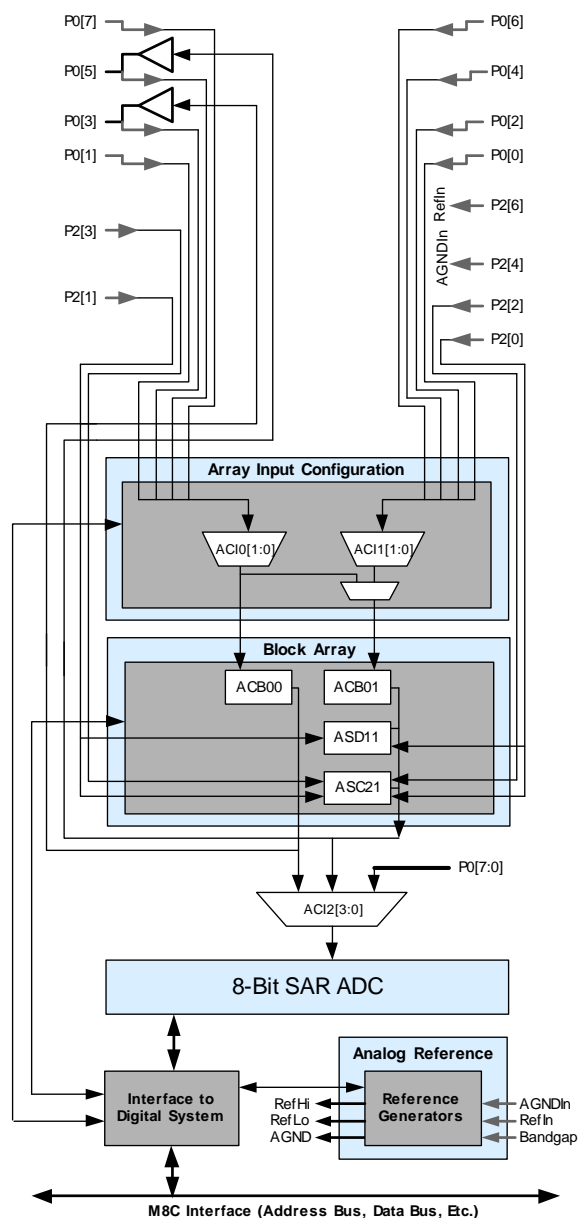 P0[7]
P0[6]
P0[5]
P0[4]
P0[3]
P0[2]
P0[1]
P0[0]
P2[6]
AGNDIn RefIn
P2[3]
P2[4]
P2[1]
P2[2]
P2[0]
Array Input Configuration
ACI0[1:0]
ACI1[1:0]
Block Array
ACB00
ACB01
ASD11
ASC21
P0[7:0]
ACI2[3:0]
8-Bit SAR ADC
Analog Reference
Interface to
Digital System
RefHi
RefLo
AGND
Reference
Generators
AGNDIn
RefIn
Bandgap
M8C Interface (Address Bus, Data Bus, Etc.)